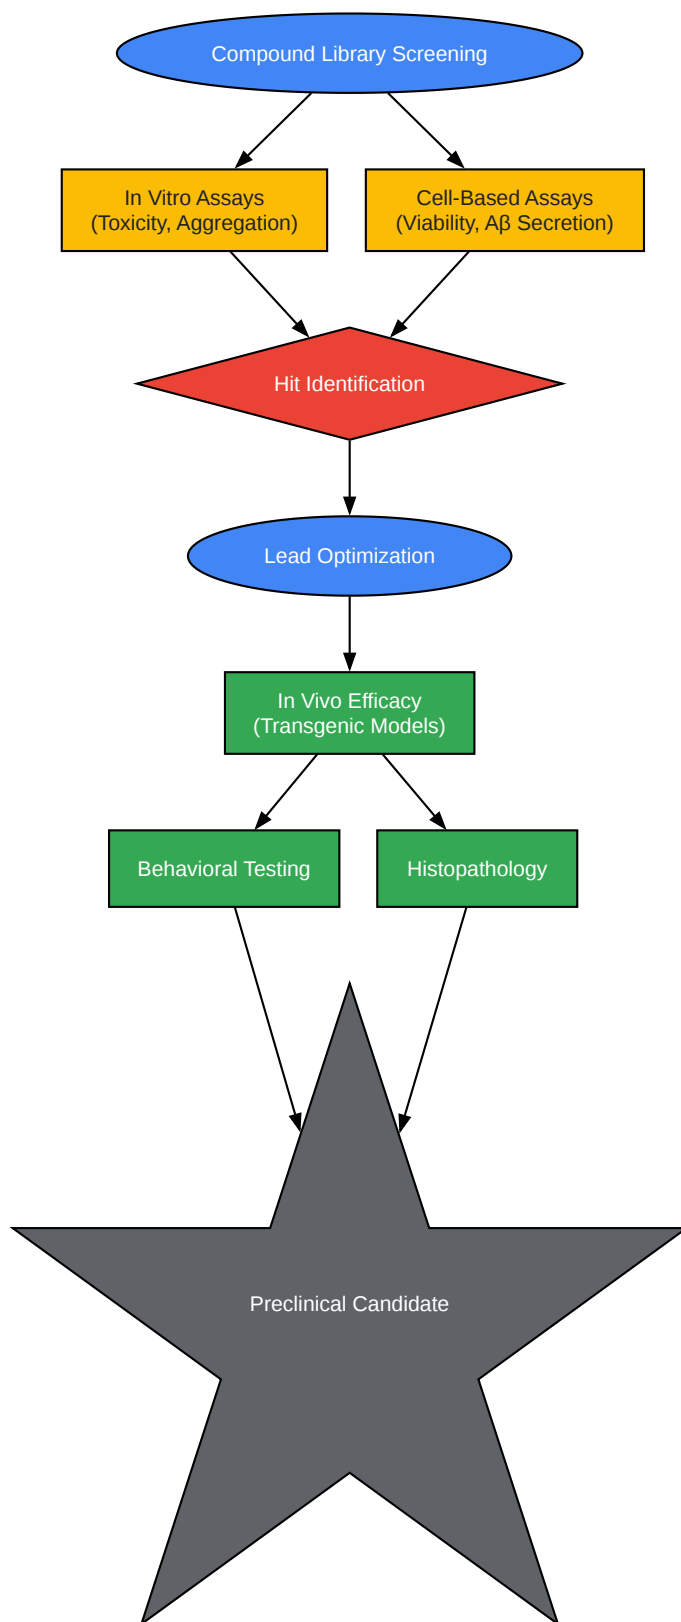 Compound Library Screening
In Vitro Assays
(Toxicity, Aggregation)
Cell-Based Assays
(Viability, Aβ Secretion)
Hit Identification
Lead Optimization
In Vivo Efficacy
(Transgenic Models)
Behavioral Testing
Histopathology
Preclinical Candidate